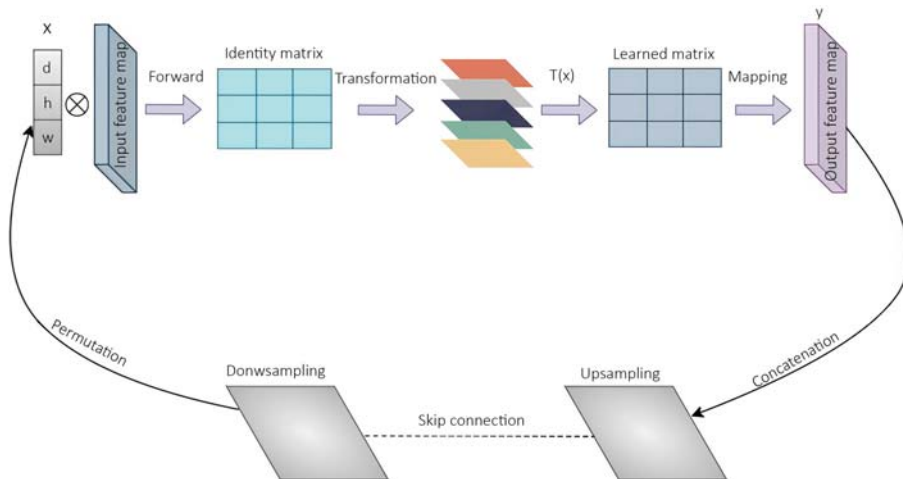 x
d
h
w
Input feature map
Forward
Identity matrix
Transformation
T(x)
Learned matrix
Mapping
y
Output feature map
Permutation
Donwsampling
Skip connection
Upsampling
Concatenation